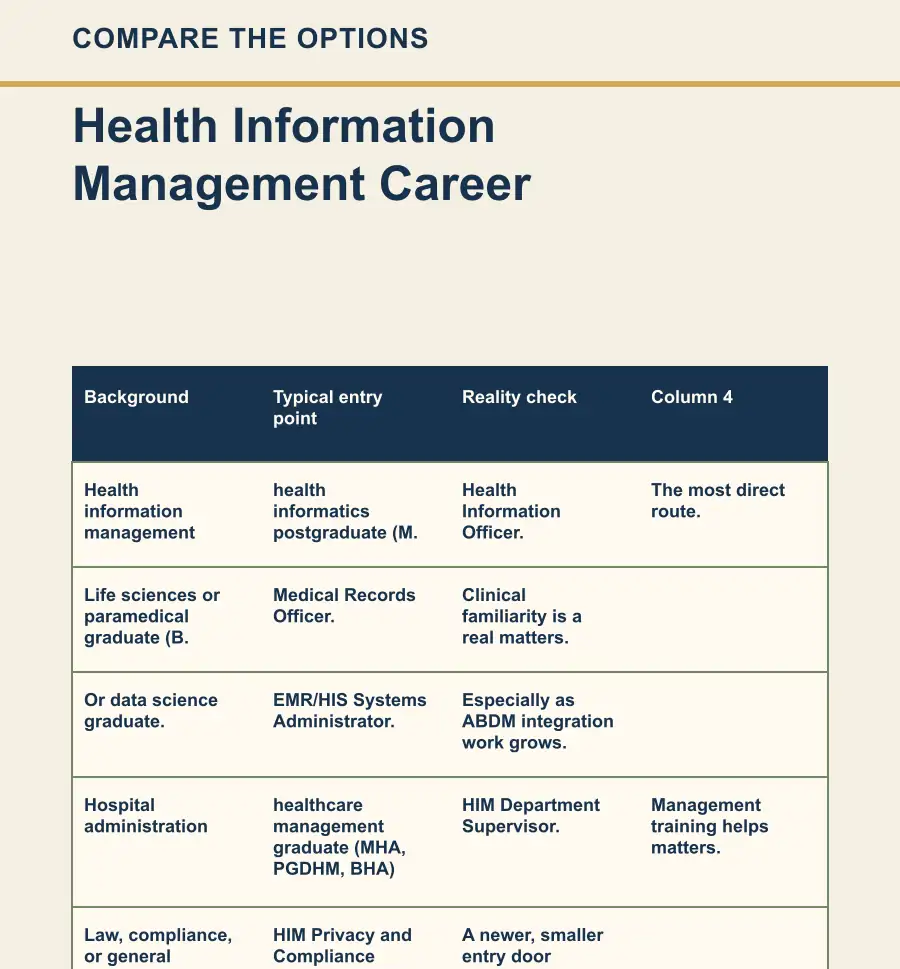 COMPARE THE OPTIONS
Health Information
Management Career
Background
Typical entry
point
Reality check
Column 4
Health
information
management
health
informatics
postgraduate (M.
Health
Information
Officer.
The most direct
route.
Life sciences or
paramedical
graduate (B.
Medical Records
Officer.
Clinical
familiarity is a
real matters.
Or data science
graduate.
EMR/HIS Systems
Administrator.
Especially as
ABDM integration
work grows.
Hospital
administration
healthcare
management
graduate (MHA,
PGDHM, BHA)
HIM Department
Supervisor.
Management
training helps
matters.
Law, compliance,
or general
HIM Privacy and
Compliance
A newer, smaller
entry door